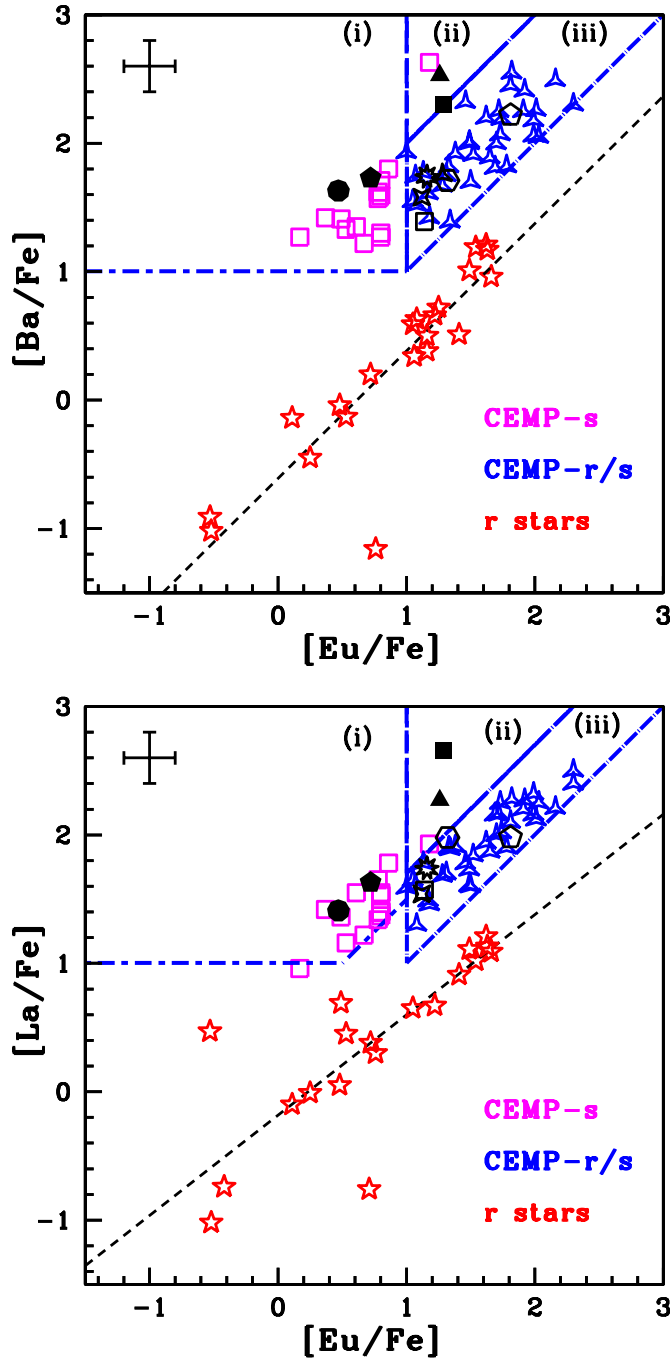 3
(i)
(ii)
(iii)
2
1
[Ba/Fe]
0
CEMP-s
CEMP-r/s
-1
r stars
-1
0
1
2
3
[Eu/Fe]
3
(i)
(ii)
(iii)
2
1
[La/Fe]
0
CEMP-s
CEMP-r/s
-1
r stars
-1
0
1
2
3
[Eu/Fe]